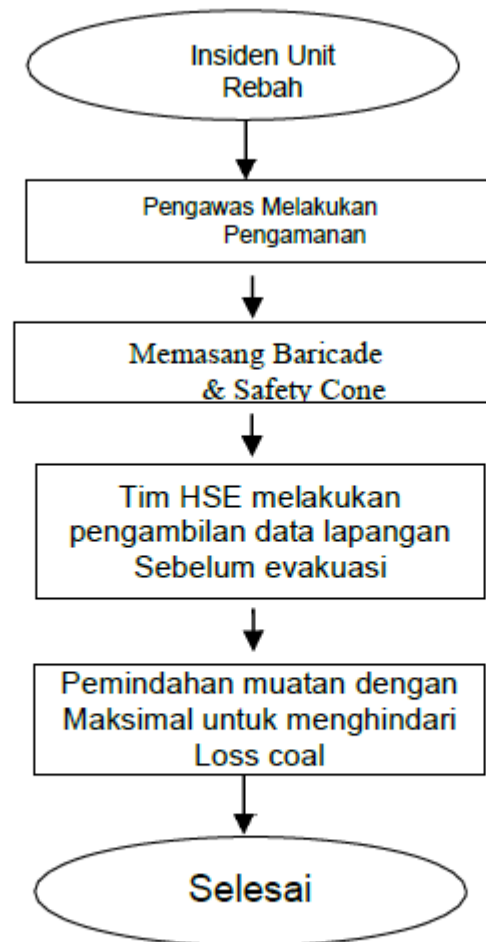 Insiden Unit
Rebah
Pengawas Melakukan
Pengamanan
Memasang Baricade
& Safety Cone
Tim HSE melakukan
pengambilan data lapangan
Sebelum evakuasi
Pemindahan muatan dengan
Maksimal untuk menghindari
Loss coal
Selesai